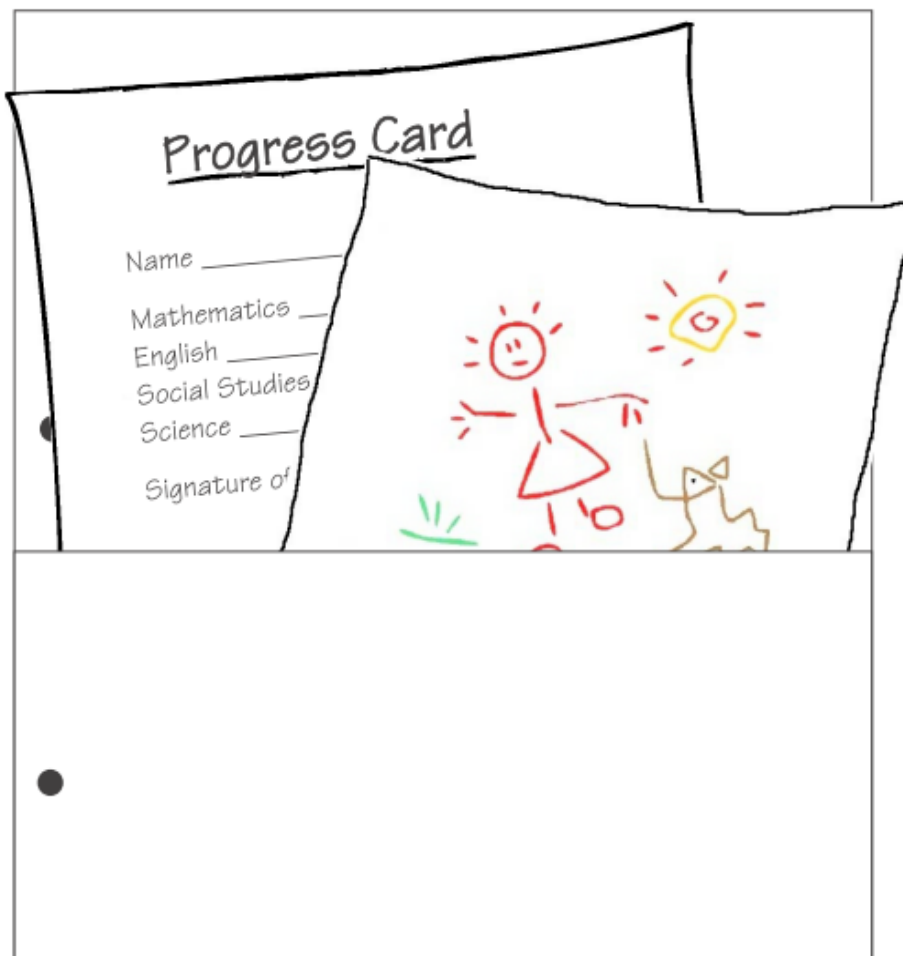 Progress Card
Name
Mathematics
English
Social Studies
Science
Signature of